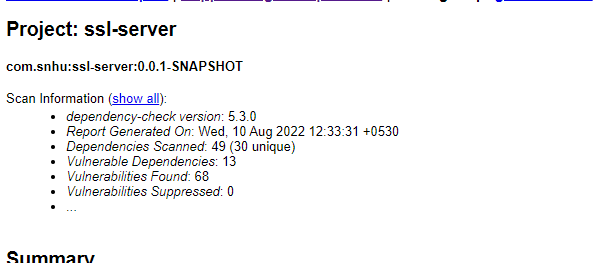 Project: ssl-server
com.snhu:ssl-server:0.0.1-SNAPSHOT
Scan Information (show all):
dependency-check version: 5.3.0
Report Generated On: Wed, 10 Aug 2022 12:33:31 +0530
Dependencies Scanned: 49 (30 unique)
Vulnerable Dependencies: 13
Vulnerabilities Found: 68
Vulnerabilities Suppressed: 0
...
Summary